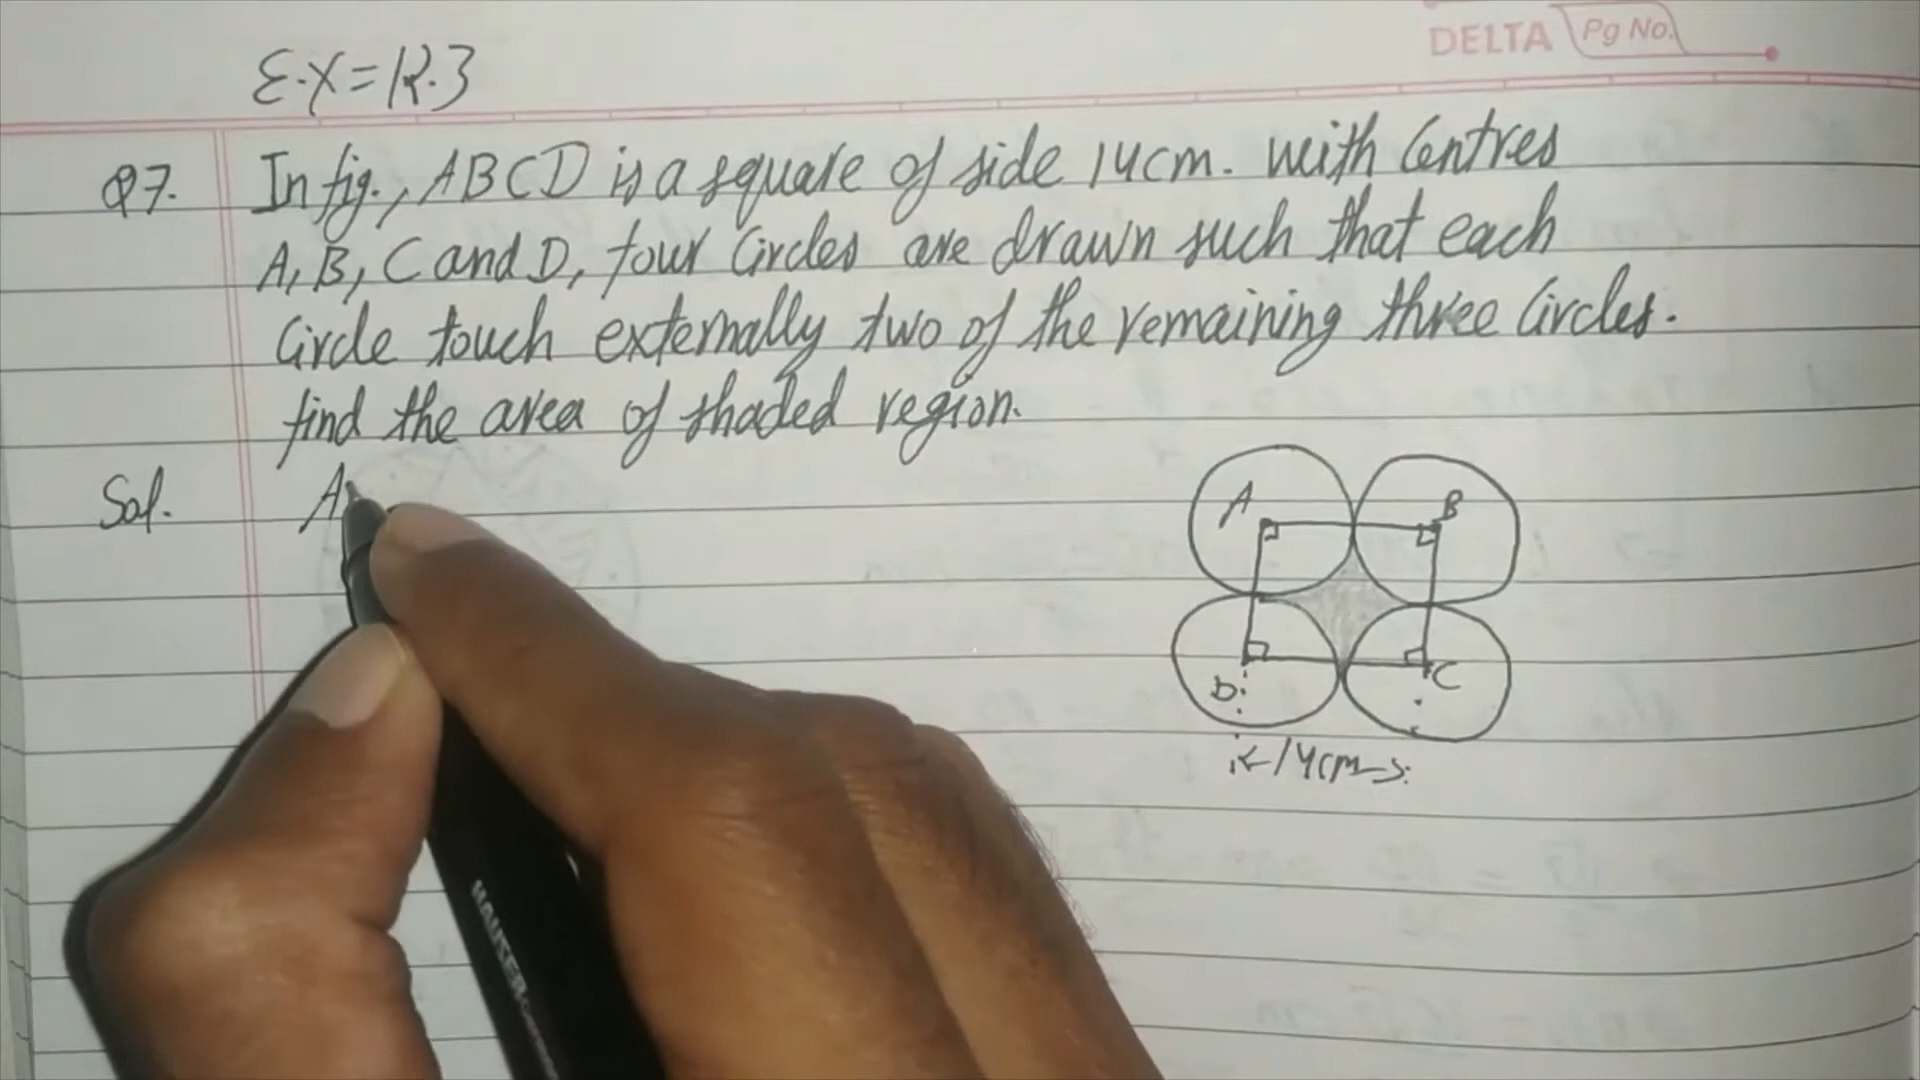 DELTA Pg No.
E.X=12.3
Q7. In fig., ABCD is a square of side 14cm. with Centres
A, B, C and D, four Circles are drawn such that each
Circle touch externally two of the remaining three Circles.
find the area of shaded region.
Sol. A
A B
D C
14cm
HAUSER